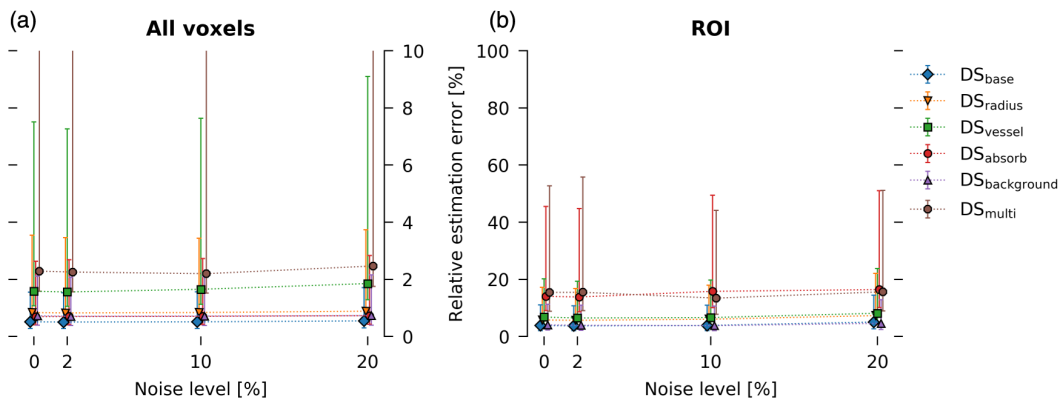 (a)
All voxels
10
8
6
4
2
0
0 2 10 20
Noise level [%]
(b)
ROI
Relative estimation error [%]
100
80
60
40
20
0
0 2 10 20
Noise level [%]
DSbase
DSradius
DSvessel
DSabsorb
DSbackground
DSmulti